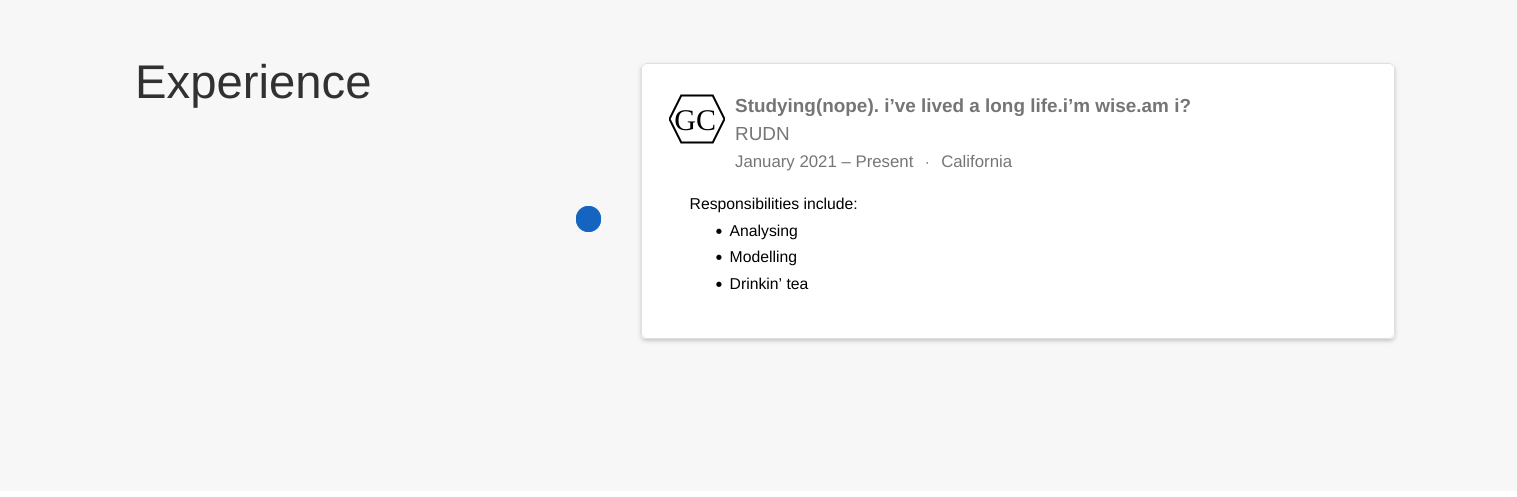 Experience
GC
Studying(nope). i’ve lived a long life.i’m wise.am i?
RUDN
January 2021 – Present · California
Responsibilities include:
• Analysing
• Modelling
• Drinkin’ tea